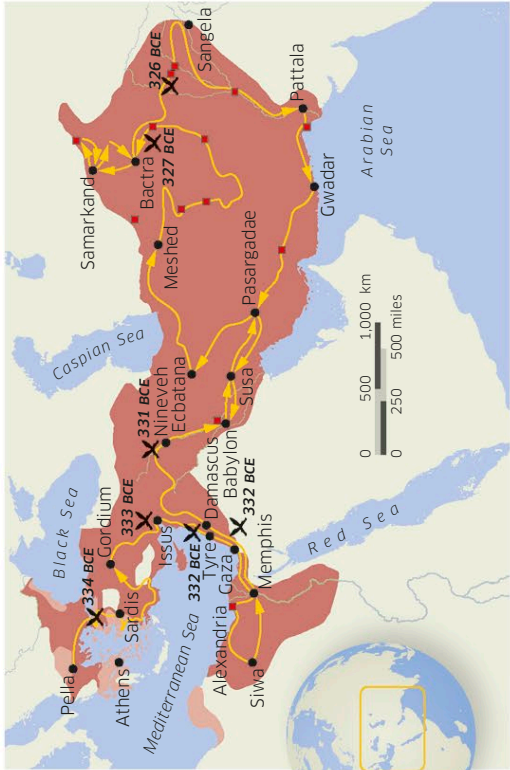 Black Sea
Caspian Sea
Mediterranean Sea
Red Sea
Arabian
Sea
Pella
334 BCE
Athens
Sardis
Gordium
333 BCE
Issus
332 BCE
Tyre
Damascus
Gaza
332 BCE
Alexandria
Siwa
Memphis
331 BCE
Nineveh
Ecbatana
Babylon
Susa
Pasargadae
Meshed
Samarkand
Bactra
327 BCE
326 BCE
Sangela
Pattala
Gwadar
0 500 1,000 km
0 250 500 miles